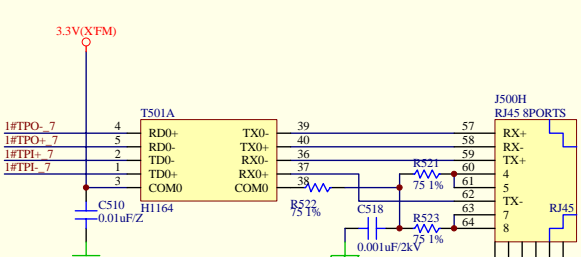 3.3V(X'FM)
T501A
J500H
RJ45 8PORTS
1#TPO-_7 4 RD0+ TX0- 39 57 RX+
1#TPO+_7 5 RD0- TX0+ 40 58 RX-
1#TPI+_7 2 TD0- RX0- 36 59 TX+
1#TPI-_7 1 TD0+ RX0+ 37 R521 60 4
3 COM0 COM0 38 75 1% 61 5
H1164
R522
75 1%
62 TX-
C510
0.01uF/Z
C518
0.001uF/2kV
R523
75 1%
63 7
64 8
RJ45